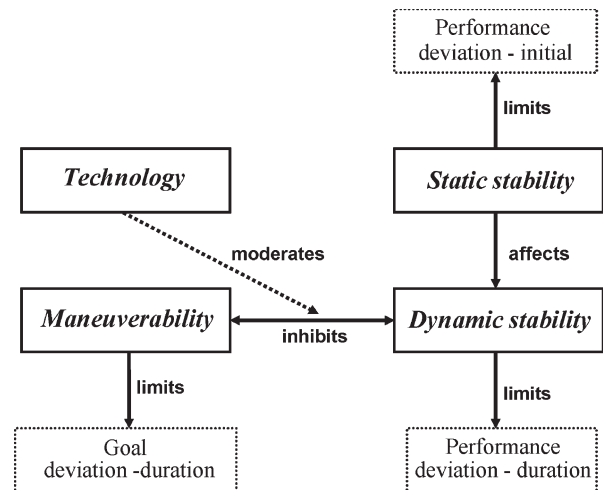 Performance
deviation - initial
limits
Technology
Static stability
moderates
affects
Maneuverability
inhibits
Dynamic stability
limits
limits
Goal
deviation -duration
Performance
deviation - duration